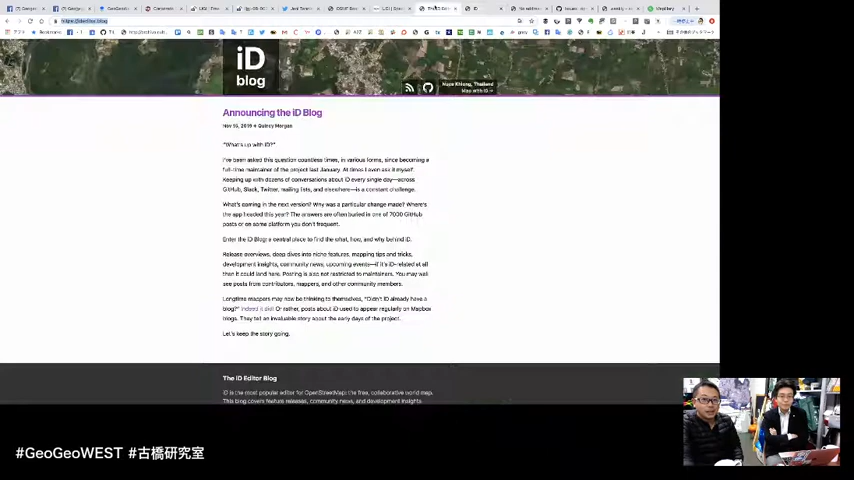 iD
blog
Announcing the iD Blog
Nov 15, 2019 • Quincy Morgan
"What's up with iD?"
I've been asked this question countless times, in various forms, since becoming a
full-time maintainer of the project last January. At times I even ask it myself.
Keeping up with dozens of conversations about iD every single day—across
GitHub, Slack, Twitter, mailing lists, and elsewhere—is a constant challenge.
What's coming in the next version? Why was a particular change made? Where's
the app headed this year? The answers are often buried in one of 7000 GitHub
posts or on some platform you don't frequent.
Enter the iD Blog: a central place to find the what, how, and why behind iD.
Release overviews, deep dives into niche features, mapping tips and tricks,
development insights, community news, upcoming events—if it's iD-related at all
then it could land here. Posting is also not restricted to maintainers. You may well
see posts from contributors, mappers, and other community members.
Longtime mappers may now be thinking to themselves, "Didn't iD already have a
blog?" Indeed it did! Or rather, posts about iD used to appear regularly on Mapbox
blogs. They tell an invaluable story about the early days of the project.
Let's keep the story going.
The iD Editor Blog
iD is the most popular editor for OpenStreetMap: the free, collaborative world map.
This blog covers feature releases, community news, and development insights
#GeoGeoWEST #古橋研究室